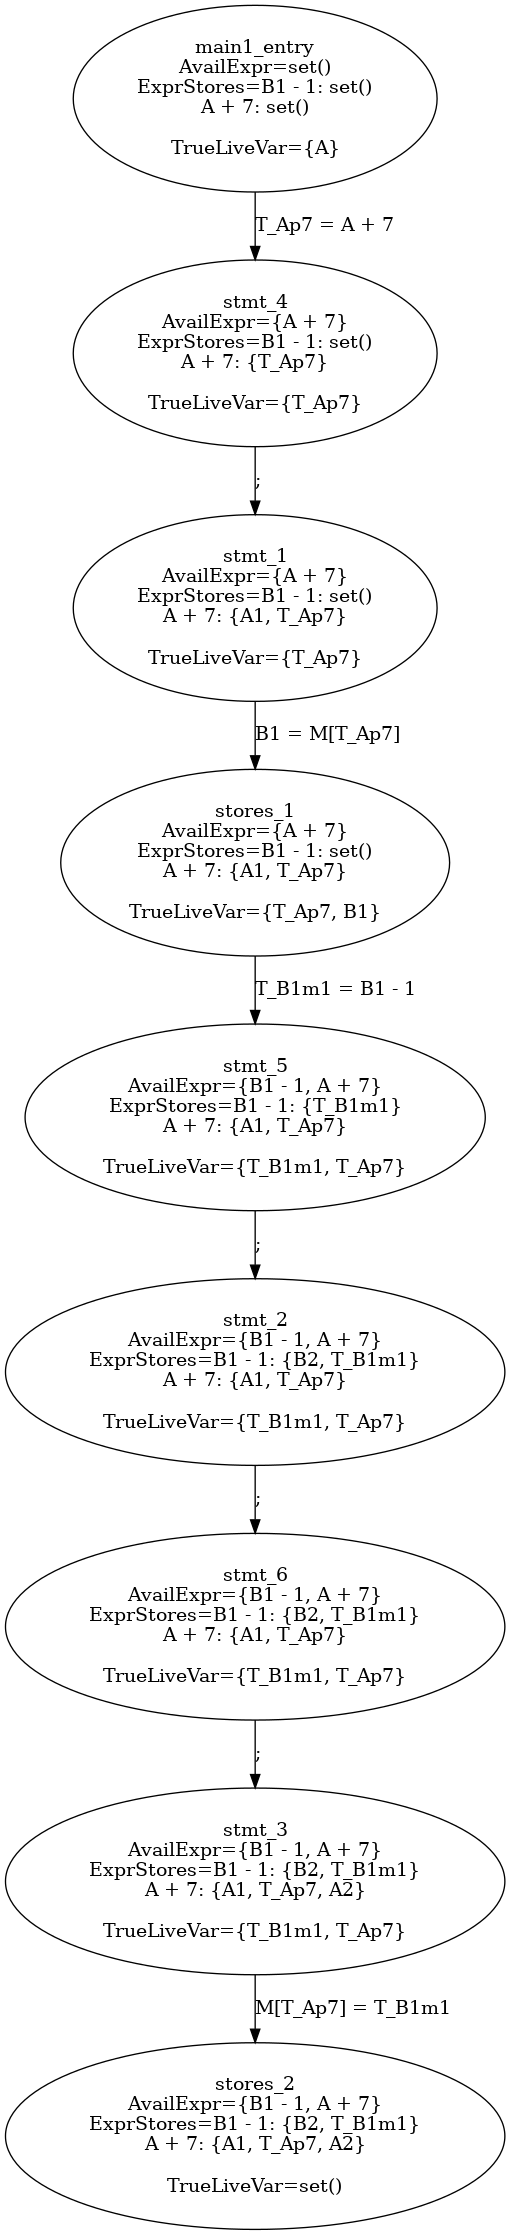 main1_entry
AvailExpr=set()
ExprStores=B1 - 1: set()
A + 7: set()
TrueLiveVar={A}
T_Ap7 = A + 7
stmt_4
AvailExpr={A + 7}
ExprStores=B1 - 1: set()
A + 7: {T_Ap7}
TrueLiveVar={T_Ap7}
;
stmt_1
AvailExpr={A + 7}
ExprStores=B1 - 1: set()
A + 7: {A1, T_Ap7}
TrueLiveVar={T_Ap7}
B1 = M[T_Ap7]
stores_1
AvailExpr={A + 7}
ExprStores=B1 - 1: set()
A + 7: {A1, T_Ap7}
TrueLiveVar={T_Ap7, B1}
T_B1m1 = B1 - 1
stmt_5
AvailExpr={B1 - 1, A + 7}
ExprStores=B1 - 1: {T_B1m1}
A + 7: {A1, T_Ap7}
TrueLiveVar={T_B1m1, T_Ap7}
;
stmt_2
AvailExpr={B1 - 1, A + 7}
ExprStores=B1 - 1: {B2, T_B1m1}
A + 7: {A1, T_Ap7}
TrueLiveVar={T_B1m1, T_Ap7}
;
stmt_6
AvailExpr={B1 - 1, A + 7}
ExprStores=B1 - 1: {B2, T_B1m1}
A + 7: {A1, T_Ap7}
TrueLiveVar={T_B1m1, T_Ap7}
;
stmt_3
AvailExpr={B1 - 1, A + 7}
ExprStores=B1 - 1: {B2, T_B1m1}
A + 7: {A1, T_Ap7, A2}
TrueLiveVar={T_B1m1, T_Ap7}
M[T_Ap7] = T_B1m1
stores_2
AvailExpr={B1 - 1, A + 7}
ExprStores=B1 - 1: {B2, T_B1m1}
A + 7: {A1, T_Ap7, A2}
TrueLiveVar=set()